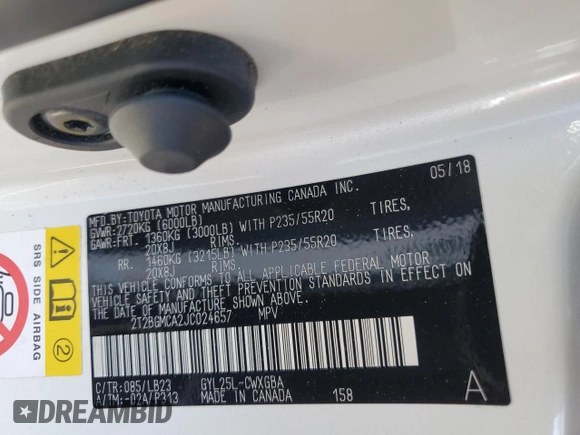 05/18
MFD.BY:TOYOTA MOTOR MANUFACTURING CANADA INC.
GVWR:2720KG (6000LB)
GAWR:FRT. 1360KG (3000LB) WITH P235/55R20 TIRES,
20X8J RIMS.
RR. 1460KG (3215LB) WITH P235/55R20 TIRES,
20X8J RIMS.
THIS VEHICLE CONFORMS TO ALL APPLICABLE FEDERAL MOTOR
VEHICLE SAFETY AND THEFT PREVENTION STANDARDS IN EFFECT ON
THE DATE OF MANUFACTURE SHOWN ABOVE.
2T2BGMCA2JC024657 MPV
C/TR:085/LB23 GYL25L-CWXGBA
A/TM:-02A/P313 MADE IN CANADA 158 A
SRS SIDE AIRBAG
2
DREAMBID